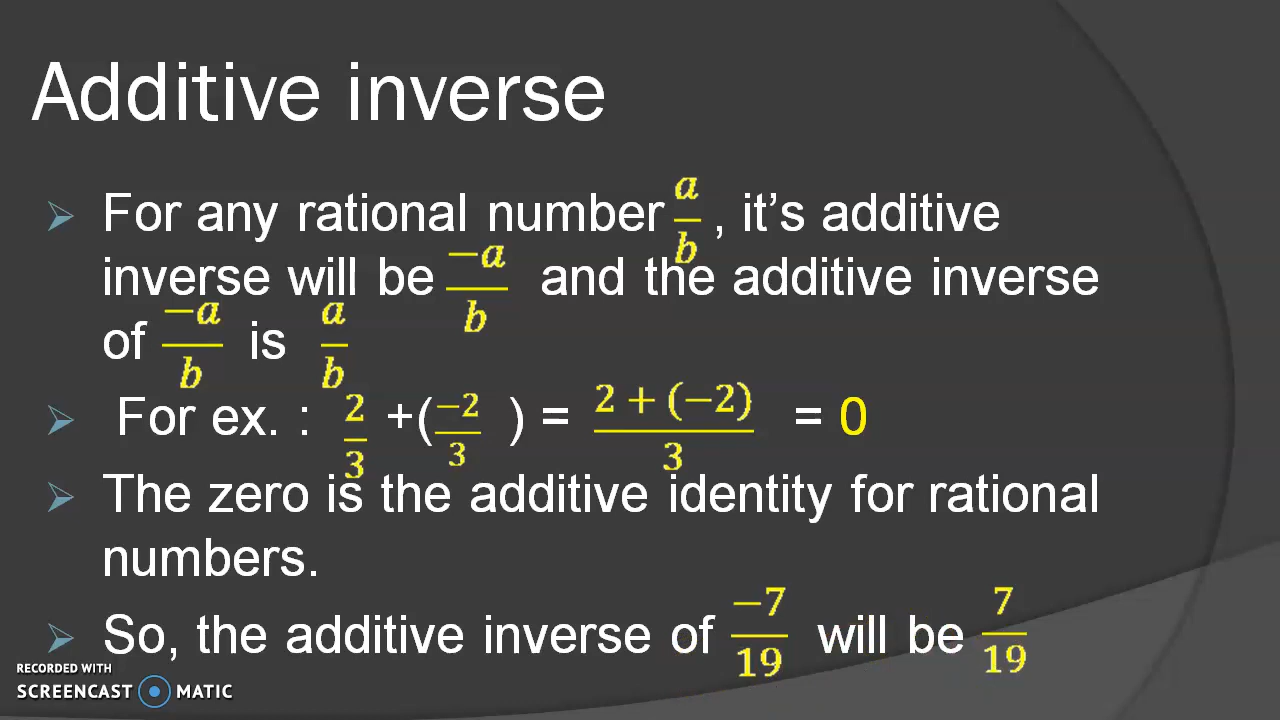 Additive inverse
➢ For any rational number a/b , it's additive
inverse will be −a/b and the additive inverse
of −a/b is a/b
➢ For ex. : 2/3 +(−2/3 ) = 2 + (−2)/3 = 0
➢ The zero is the additive identity for rational
numbers.
➢ So, the additive inverse of −7/19 will be 7/19
RECORDED WITH
SCREENCAST MATIC